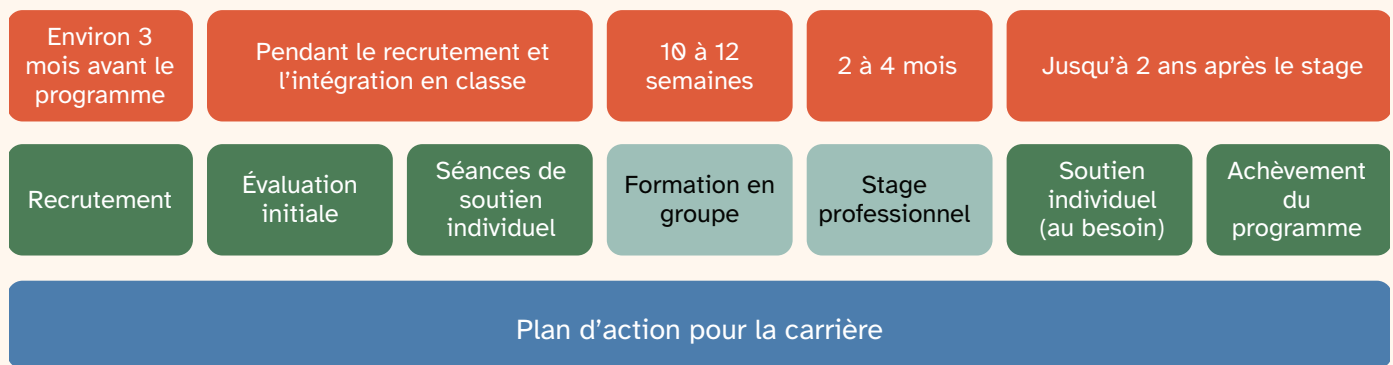 Environ 3
mois avant le
programme
Pendant le recrutement et
l’intégration en classe
10 à 12
semaines
2 à 4 mois
Jusqu’à 2 ans après le stage
Recrutement
Évaluation
initiale
Séances de
soutien
individuel
Formation en
groupe
Stage
professionnel
Soutien
individuel
(au besoin)
Achèvement
du
programme
Plan d’action pour la carrière